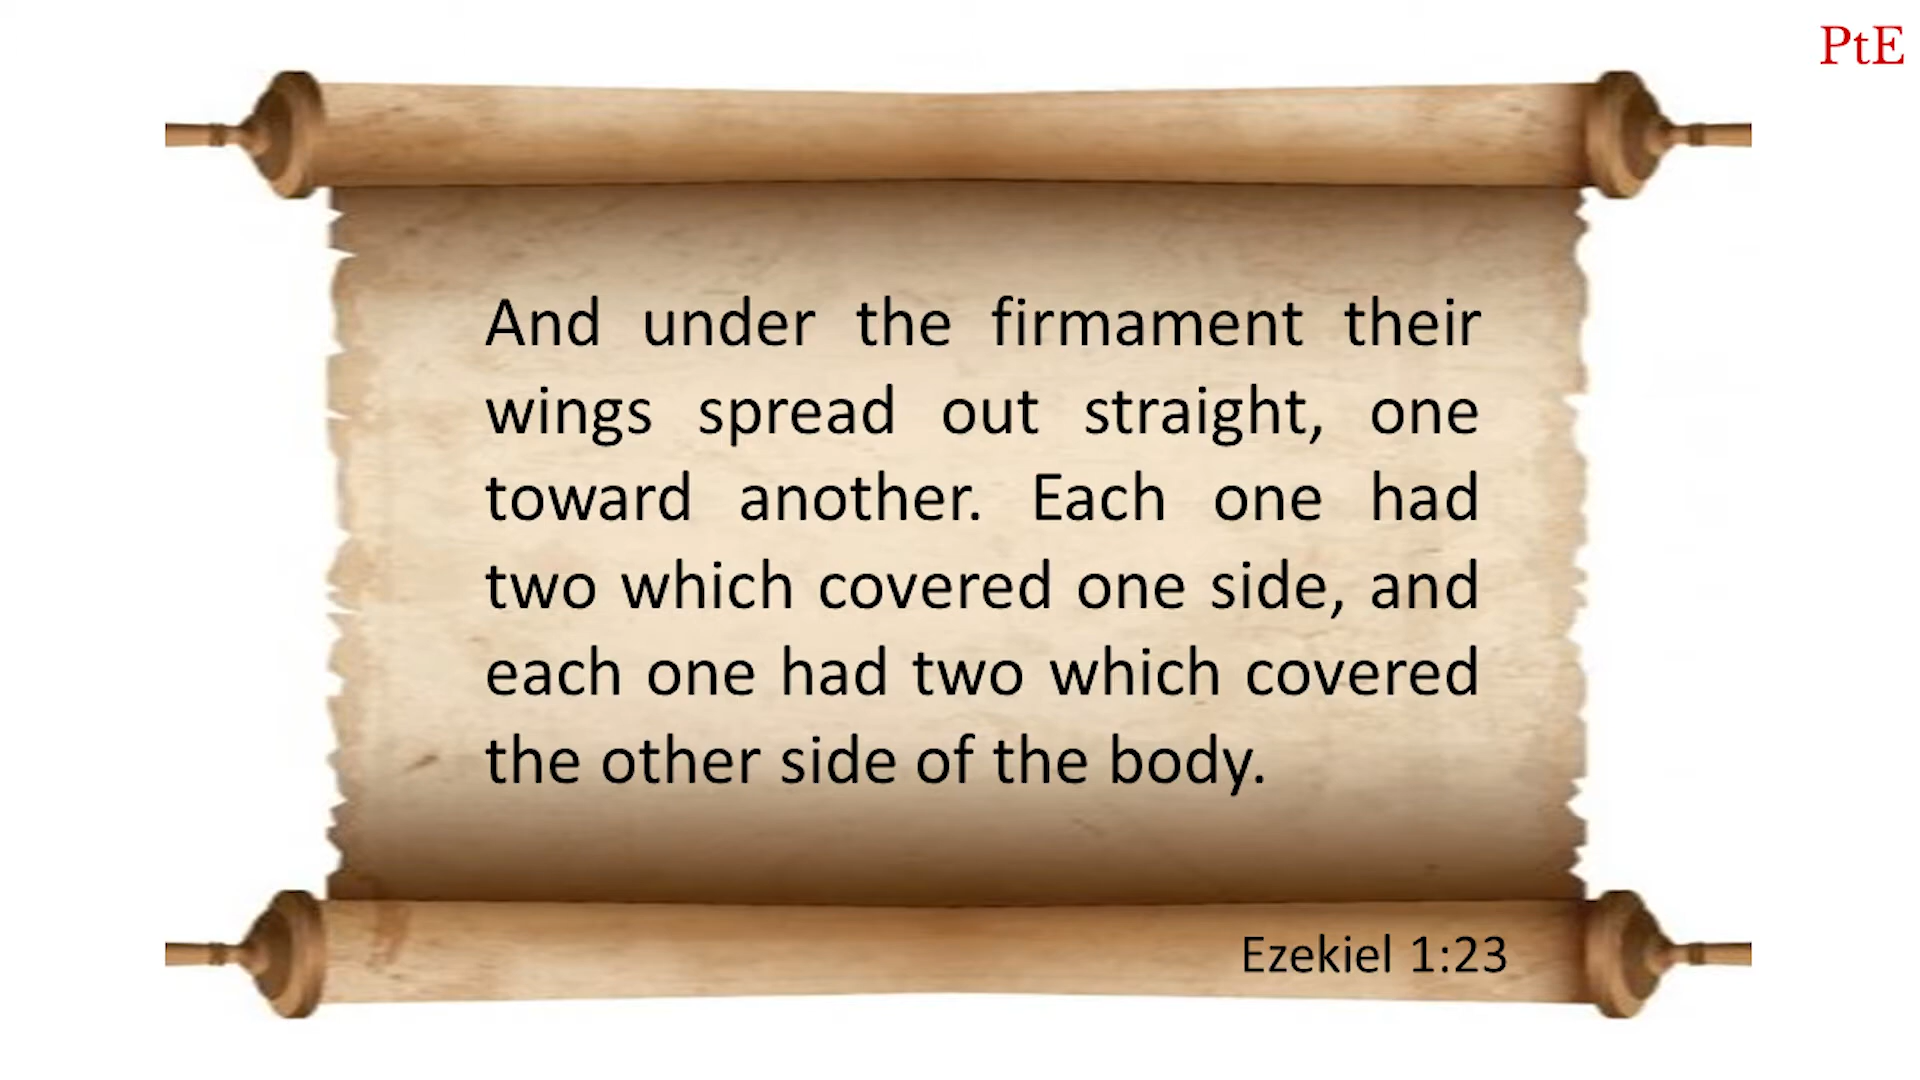 PtE
And under the firmament their
wings spread out straight, one
toward another. Each one had
two which covered one side, and
each one had two which covered
the other side of the body.
Ezekiel 1:23